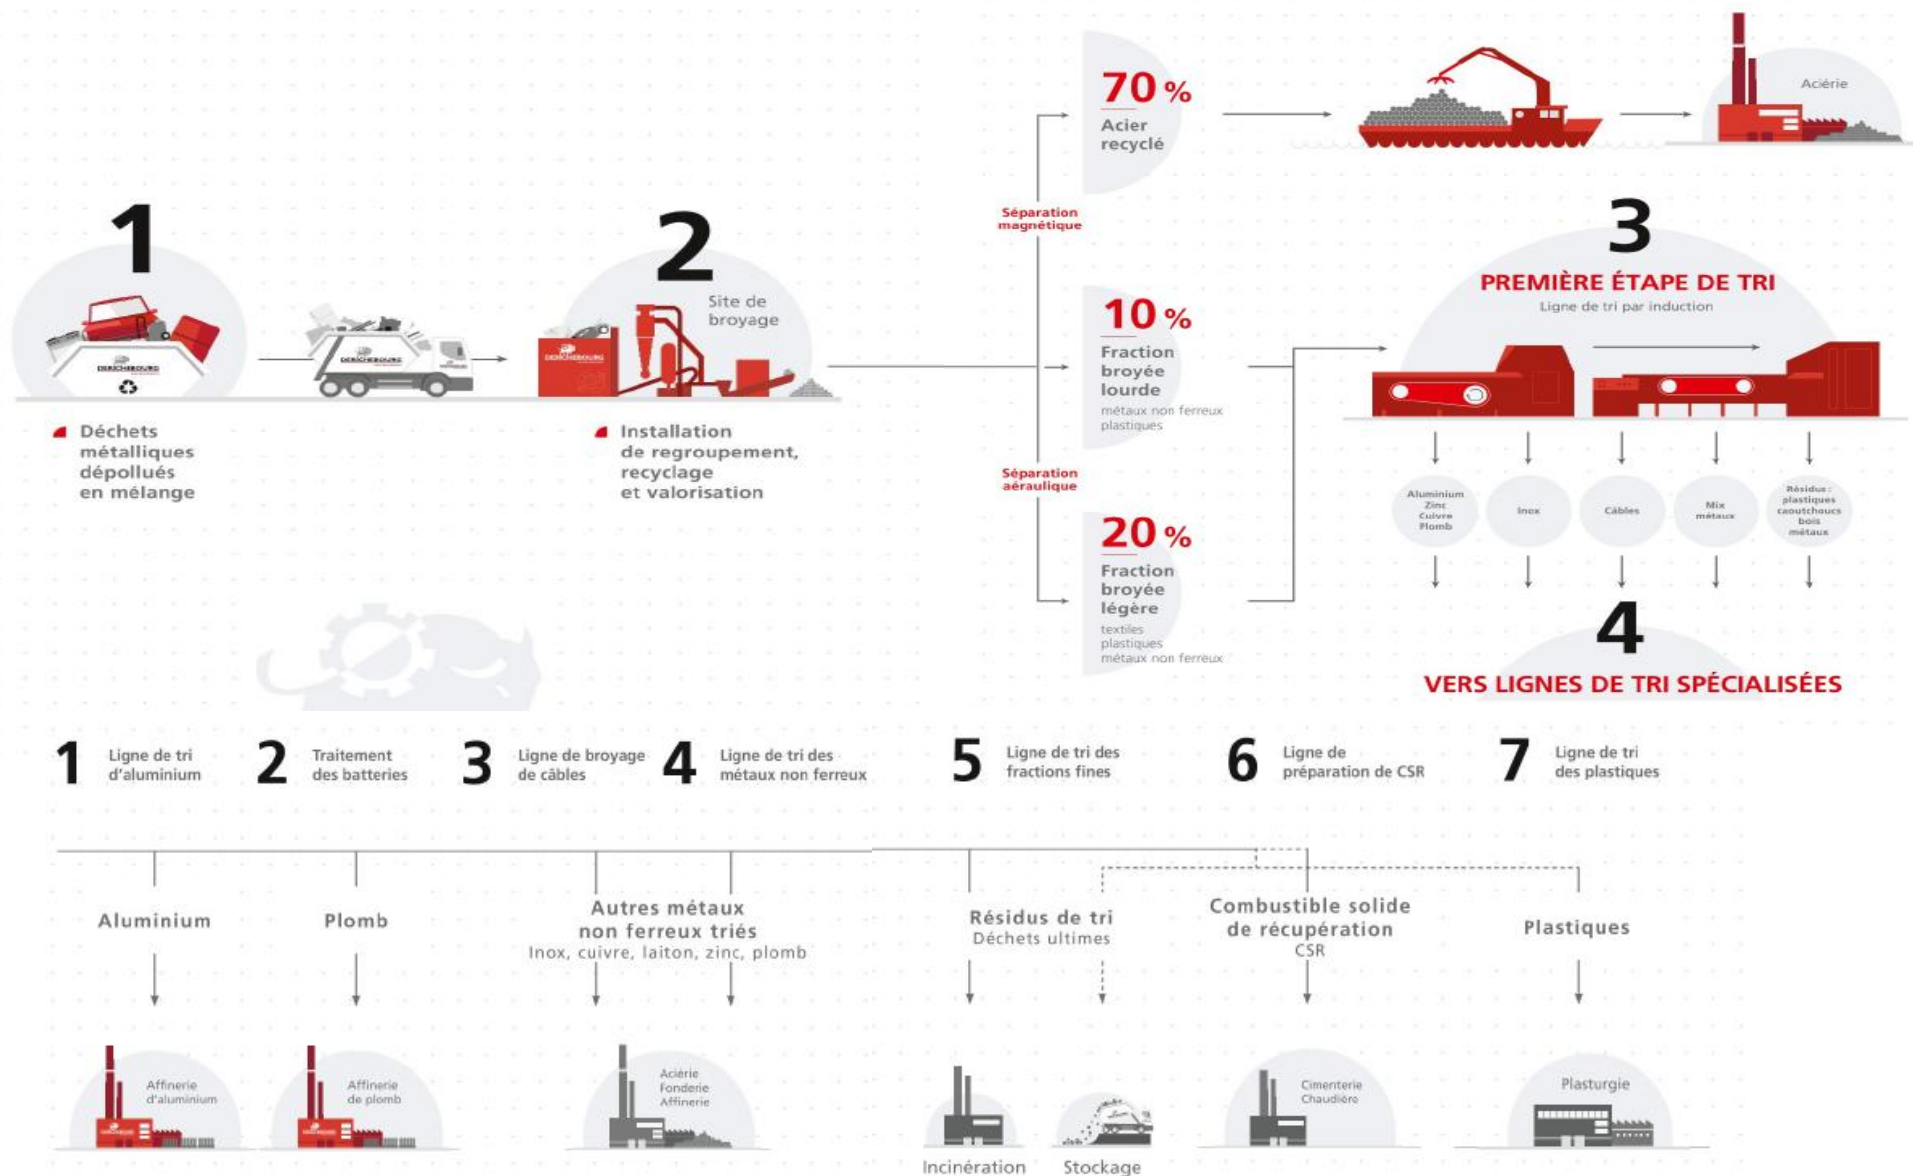 1
DERICHEBOURG
Déchets
métalliques
dépollués
en mélange
DERICHEBOURG
2
Site de
broyage
DERICHEBOURG
Installation
de regroupement,
recyclage
et valorisation
Séparation
magnétique
Séparation
aéraulique
70 %
Acier
recyclé
Aciérie
10 %
Fraction
broyée
lourde
métaux non ferreux
plastiques
20 %
Fraction
broyée
légère
textiles
plastiques
métaux non ferreux
3
PREMIÈRE ÉTAPE DE TRI
Ligne de tri par induction
Aluminium
Zinc
Cuivre
Plomb
Inox
Câbles
Mix
métaux
Résidus :
plastiques
caoutchoucs
bois
métaux
4
VERS LIGNES DE TRI SPÉCIALISÉES
1
Ligne de tri
d'aluminium
2
Traitement
des batteries
3
Ligne de broyage
de câbles
4
Ligne de tri des
métaux non ferreux
5
Ligne de tri des
fractions fines
6
Ligne de
préparation de CSR
7
Ligne de tri
des plastiques
Aluminium
Plomb
Autres métaux
non ferreux triés
Inox, cuivre, laiton, zinc, plomb
Résidus de tri
Déchets ultimes
Combustible solide
de récupération
CSR
Plastiques
Affinerie
d'aluminium
Affinerie
de plomb
Aciérie
Fonderie
Affinerie
Incinération
Stockage
Cimenterie
Chaudière
Plasturgie